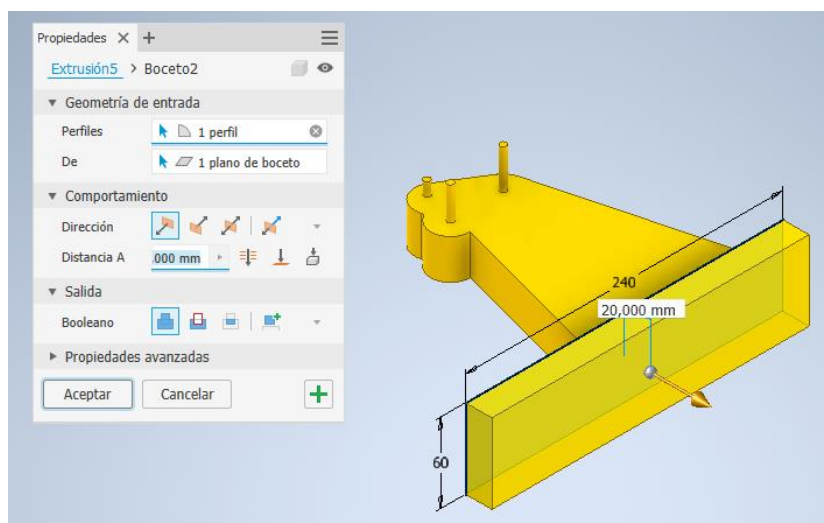 Propiedades × +
Extrusión5 > Boceto2
Geometría de entrada
Perfiles 1 perfil
De 1 plano de boceto
Comportamiento
Dirección
Distancia A ,000 mm
Salida
Booleano
Propiedades avanzadas
Aceptar Cancelar
240
20,000 mm
60